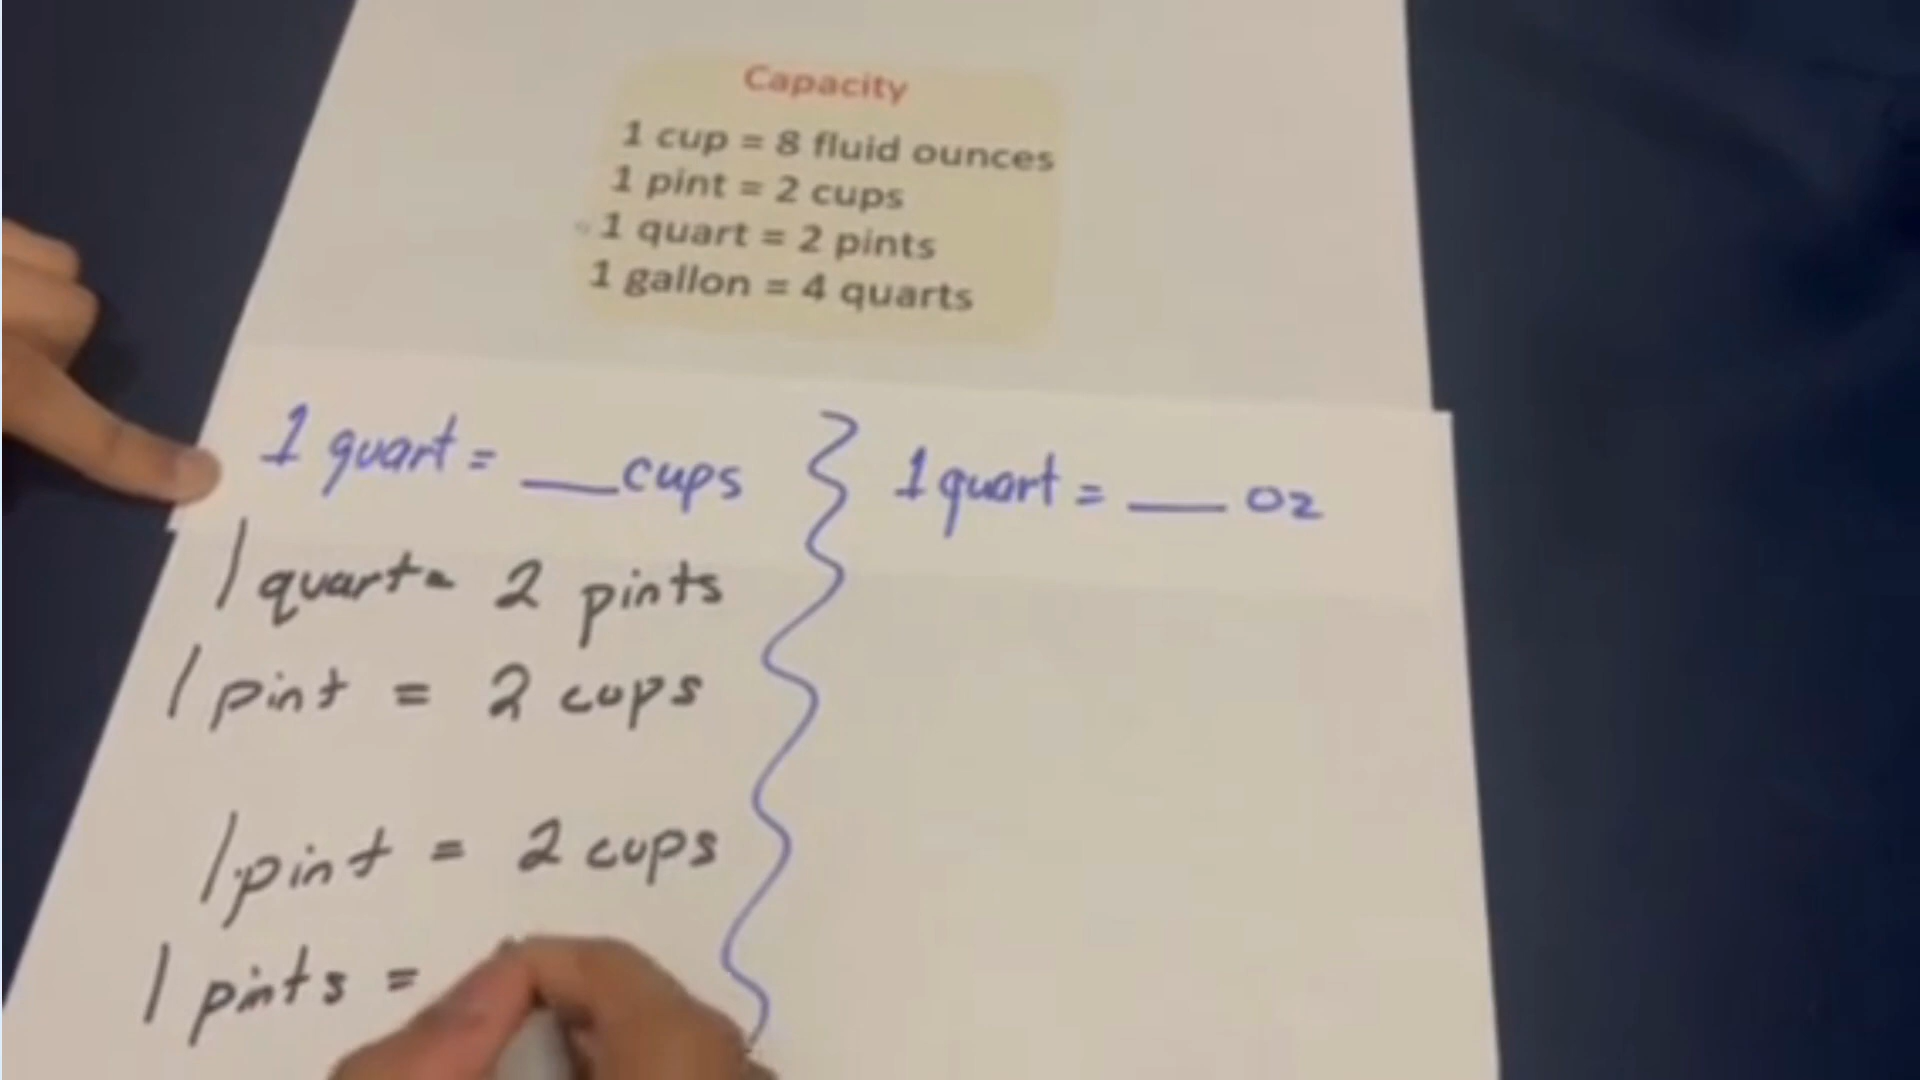 Capacity
1 cup = 8 fluid ounces
1 pint = 2 cups
1 quart = 2 pints
1 gallon = 4 quarts
1 quart = __ cups
1 quart = 2 pints
1 pint = 2 cups
1 pint = 2 cups
1 pints =
1 quart = __ oz